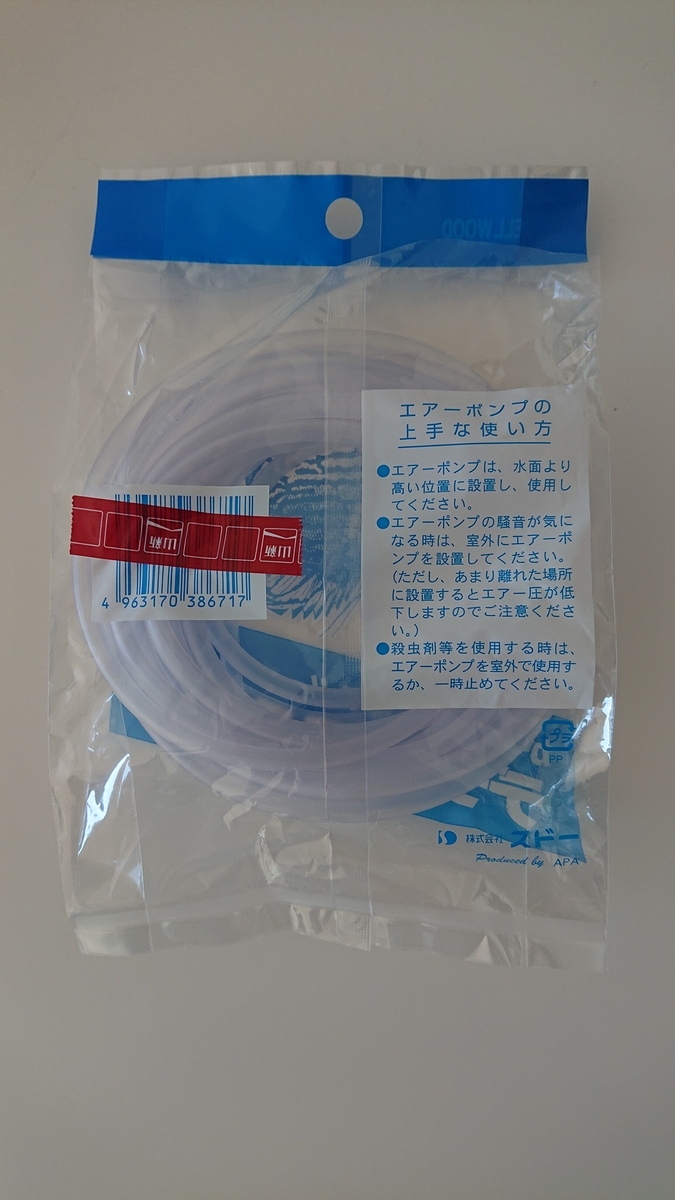 ELLWOOD
エアーポンプの
上手な使い方
●エアーポンプは、水面より
高い位置に設置し、使用し
てください。
●エアーポンプの騒音が気に
なる時は、室外にエアーポ
ンプを設置してください。
(ただし、あまり離れた場所
に設置するとエアー圧が低
下しますのでご注意くださ
い。)
●殺虫剤等を使用する時は、
エアーポンプを室外で使用す
るか、一時止めてください。
山新 山新
4 963170 386717
プラ
PP
株式会社 スドー
Produced by APA